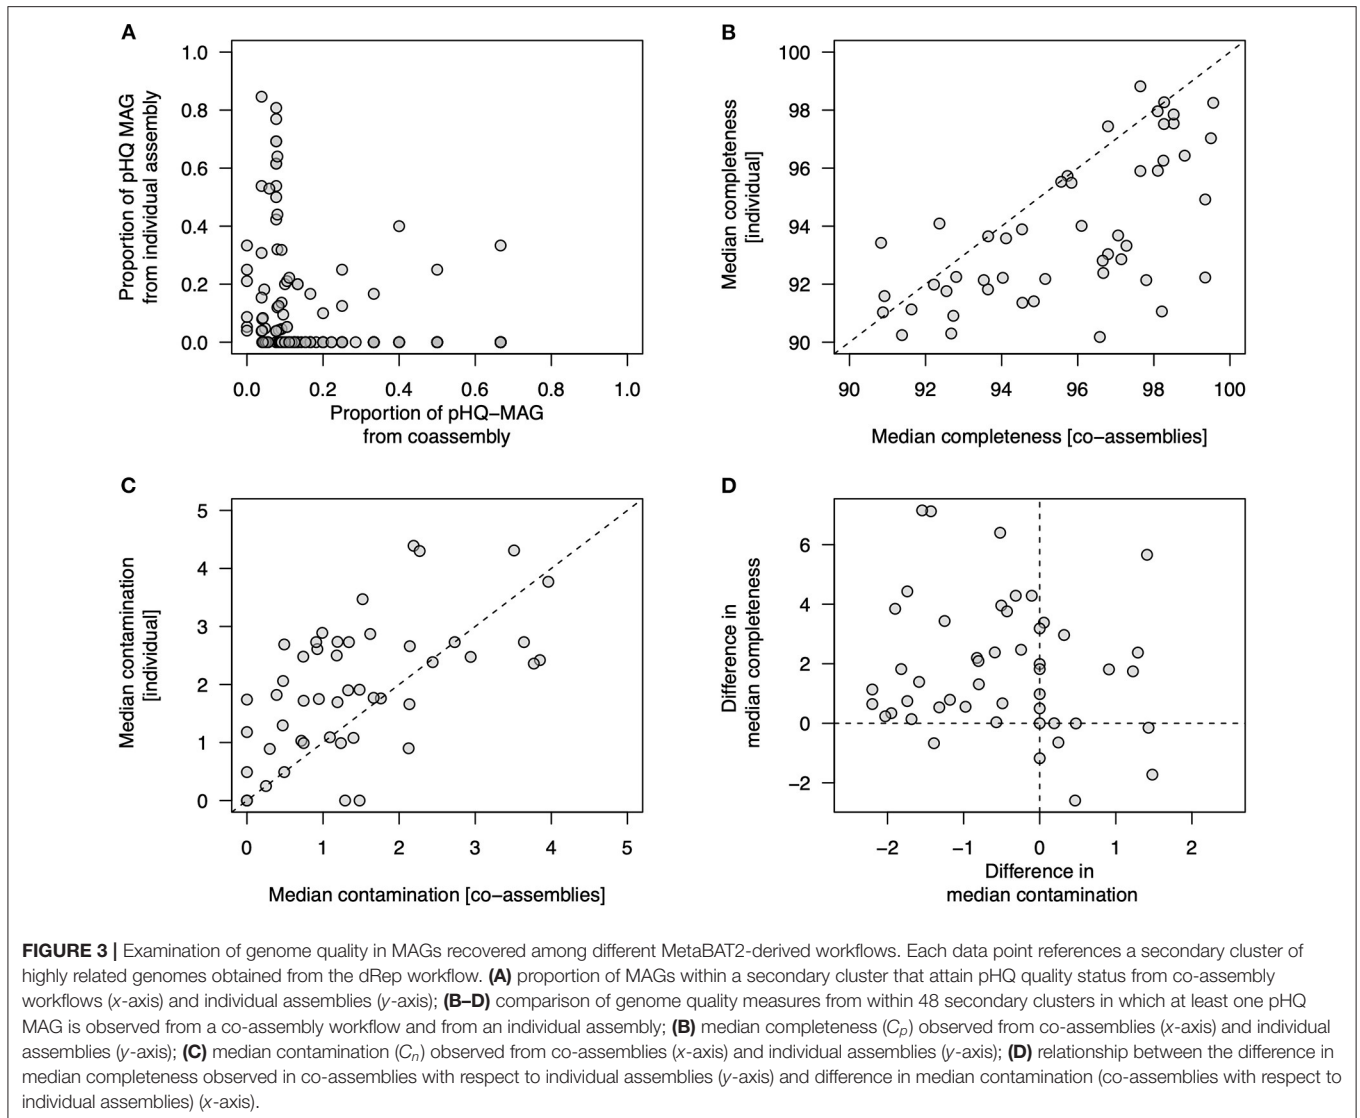 A
1.0
0.8
0.6
0.4
0.2
0.0
Proportion of pHQ MAG
from individual assembly
0.0 0.2 0.4 0.6 0.8 1.0
Proportion of pHQ−MAG
from coassembly
B
100
98
96
94
92
90
Median completeness
[individual]
90 92 94 96 98 100
Median completeness [co−assemblies]
C
5
4
3
2
1
0
Median contamination
[individual]
0 1 2 3 4 5
Median contamination [co−assemblies]
D
6
4
2
0
−2
Difference in
median completeness
−2 −1 0 1 2
Difference in
median contamination
FIGURE 3 | Examination of genome quality in MAGs recovered among different MetaBAT2-derived workflows. Each data point references a secondary cluster of
highly related genomes obtained from the dRep workflow. (A) proportion of MAGs within a secondary cluster that attain pHQ quality status from co-assembly
workflows (x-axis) and individual assemblies (y-axis); (B–D) comparison of genome quality measures from within 48 secondary clusters in which at least one pHQ
MAG is observed from a co-assembly workflow and from an individual assembly; (B) median completeness (Cp) observed from co-assemblies (x-axis) and individual
assemblies (y-axis); (C) median contamination (Cn) observed from co-assemblies (x-axis) and individual assemblies (y-axis); (D) relationship between the difference in
median completeness observed in co-assemblies with respect to individual assemblies (y-axis) and difference in median contamination (co-assemblies with respect to
individual assemblies) (x-axis).